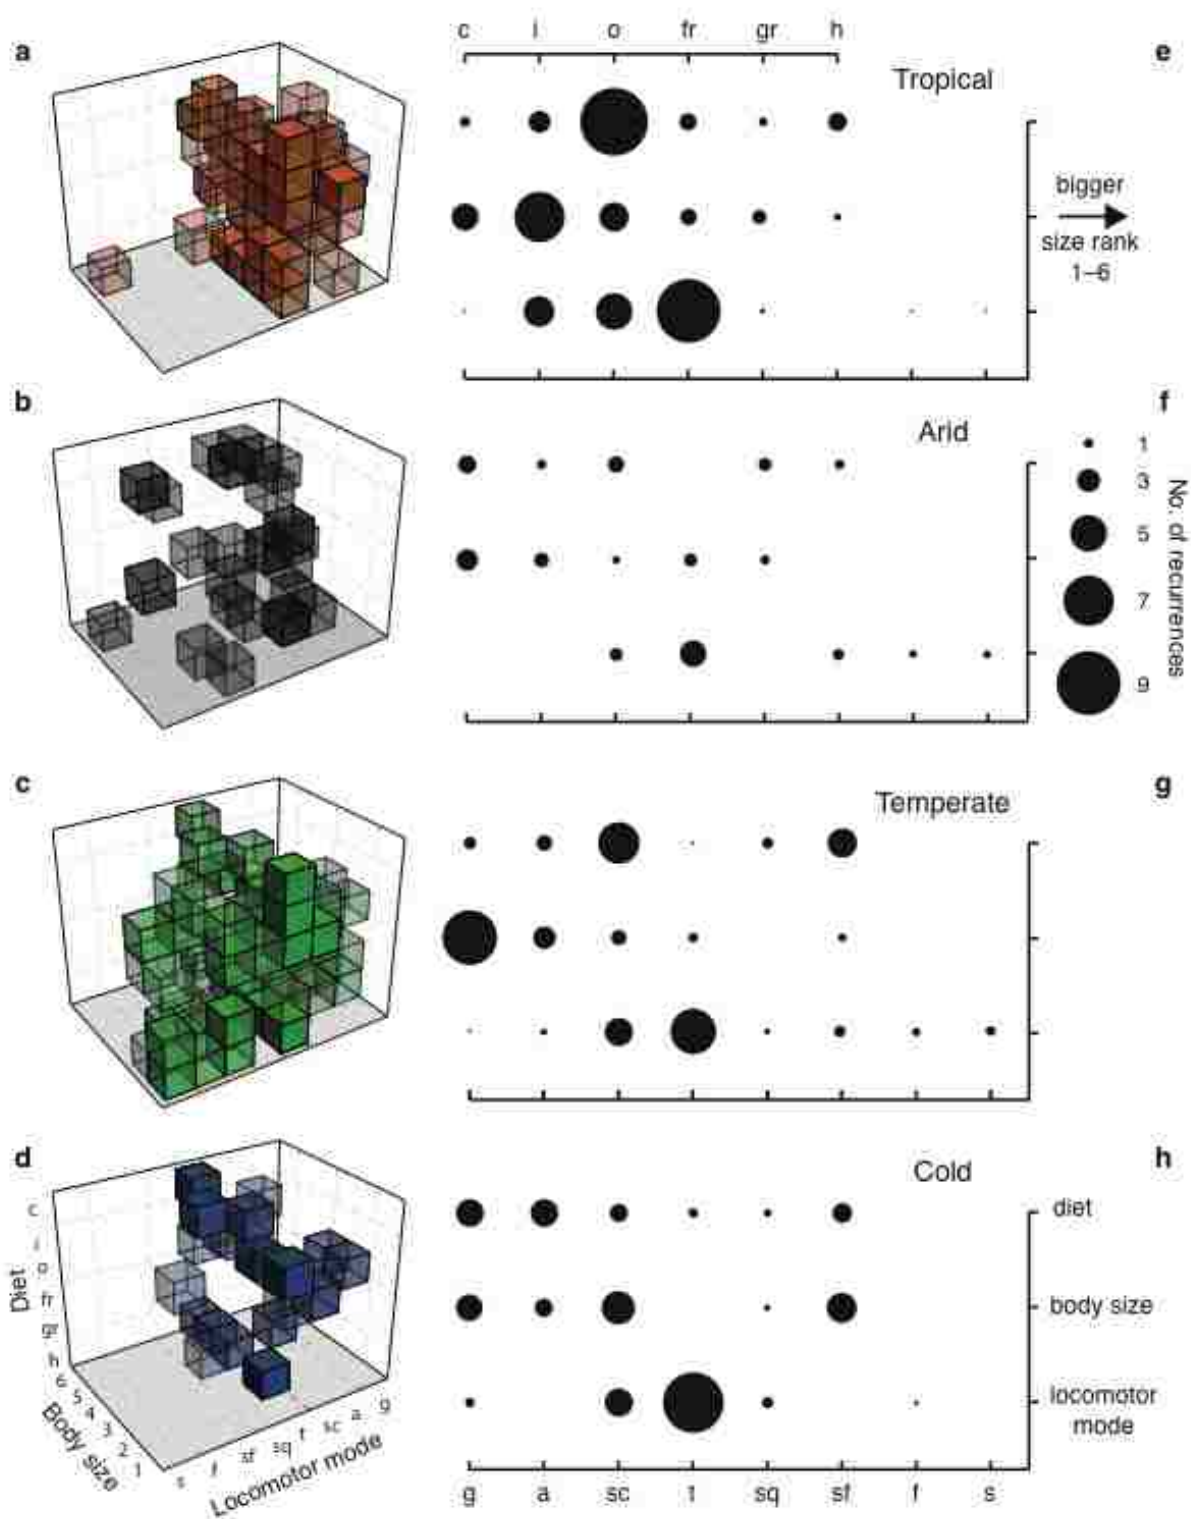 a
c i o fr gr h
e
Tropical
bigger
size rank
1–6
b
Arid
f
1
3
5
7
9
No. of recurrences
c
Temperate
g
d
Cold
h
diet
body size
locomotor
mode
c
i
o
fr
gr
h
Diet
6
5
4
3
2
1
Body size
s f sf sq t sc a g
Locomotor mode
g a sc t sq sf f s